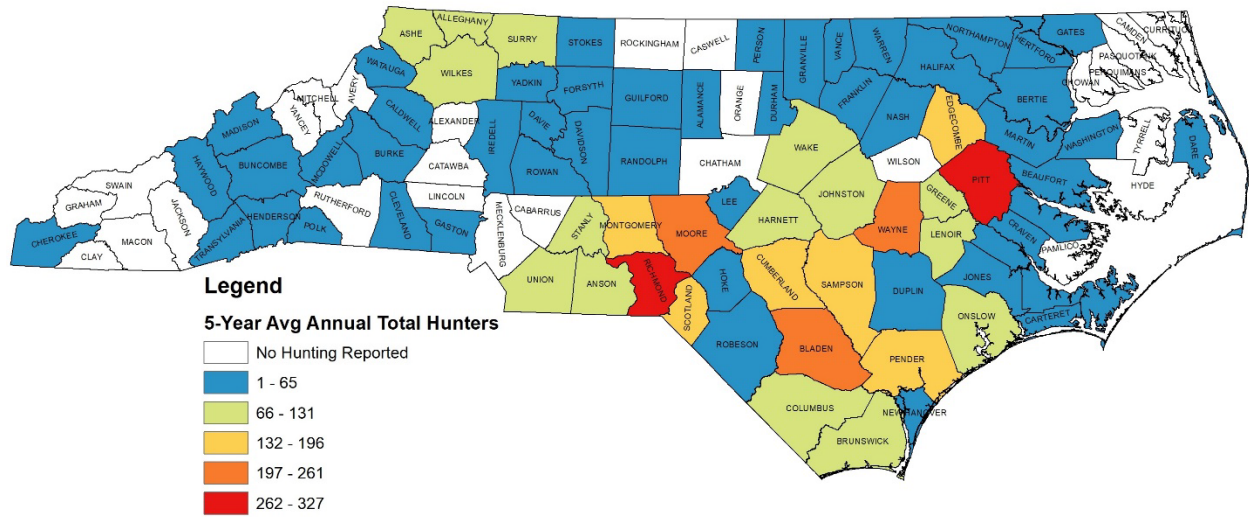 ALLEGHANY
ASHE
SURRY
STOKES
ROCKINGHAM
CASWELL
PERSON
GRANVILLE
VANCE
WARREN
NORTHAMPTON
HERTFORD
GATES
CAMDEN
CURRITUCK
PASQUOTANK
PERQUIMANS
CHOWAN
WATAUGA
WILKES
YADKIN
FORSYTH
GUILFORD
ALAMANCE
ORANGE
DURHAM
FRANKLIN
HALIFAX
BERTIE
AVERY
MITCHELL
YANCEY
CALDWELL
ALEXANDER
IREDELL
DAVIE
DAVIDSON
RANDOLPH
CHATHAM
WAKE
NASH
EDGECOMBE
MARTIN
WASHINGTON
TYRRELL
DARE
MADISON
BUNCOMBE
MCDOWELL
BURKE
CATAWBA
ROWAN
WILSON
PITT
BEAUFORT
HYDE
HAYWOOD
SWAIN
GRAHAM
JACKSON
RUTHERFORD
CLEVELAND
LINCOLN
CABARRUS
STANLY
MONTGOMERY
MOORE
LEE
HARNETT
JOHNSTON
GREENE
WAYNE
LENOIR
CRAVEN
PAMLICO
CHEROKEE
CLAY
MACON
TRANSYLVANIA
HENDERSON
POLK
GASTON
MECKLENBURG
UNION
ANSON
RICHMOND
SCOTLAND
HOKE
CUMBERLAND
SAMPSON
DUPLIN
JONES
CARTERET
ONSLOW
ROBESON
BLADEN
PENDER
COLUMBUS
NEW HANOVER
BRUNSWICK
Legend
5-Year Avg Annual Total Hunters
No Hunting Reported
1 - 65
66 - 131
132 - 196
197 - 261
262 - 327